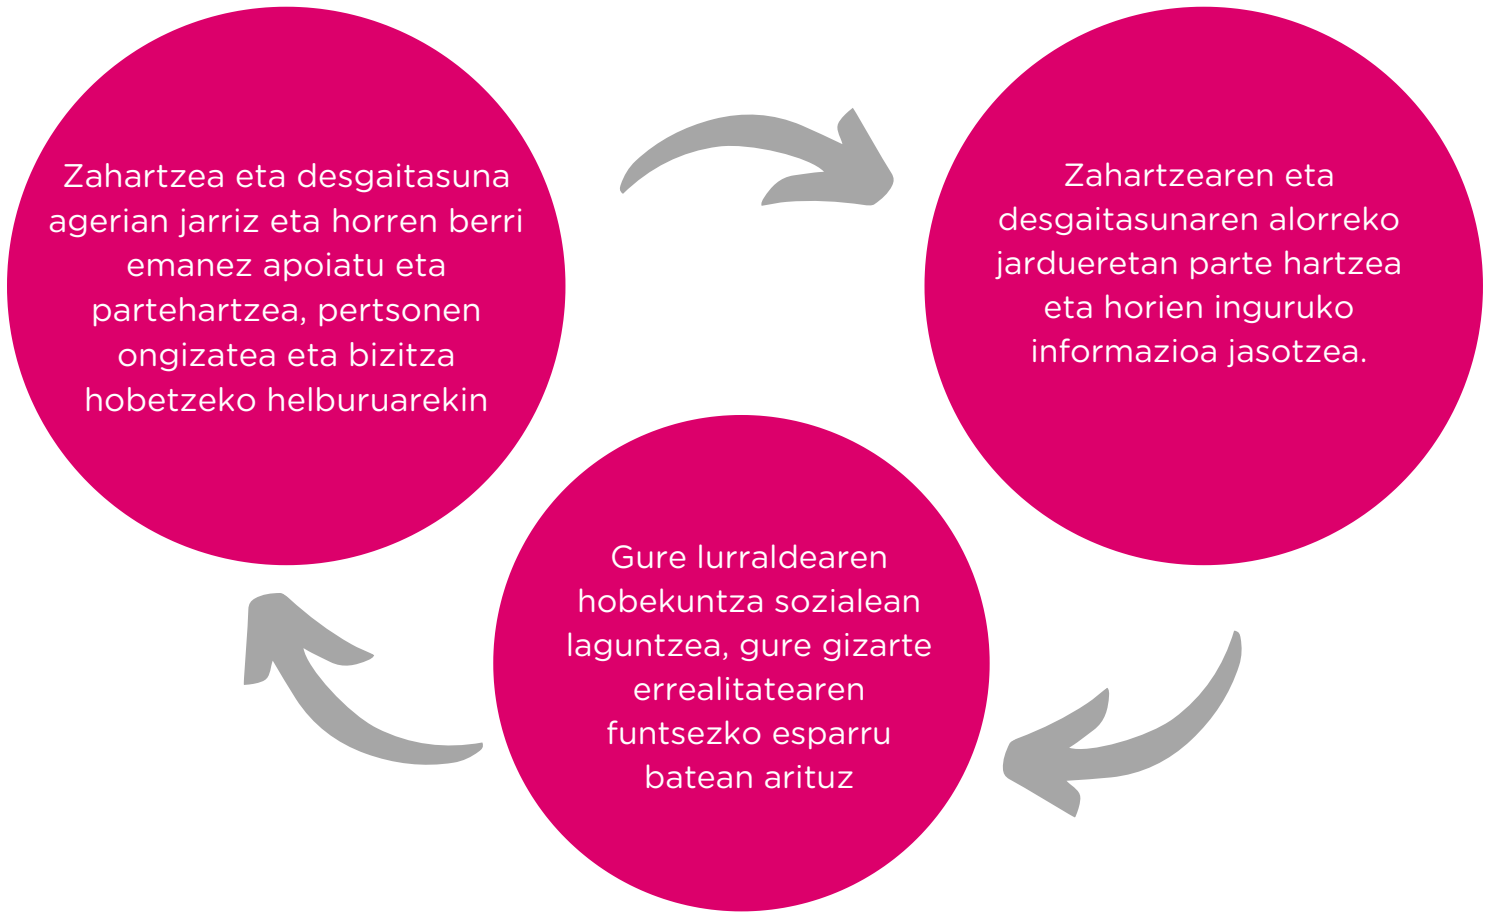 Zahartzea eta desgaitasuna
agerian jarriz eta horren berri
emanez apoiatu eta
partehartzea, pertsonen
ongizatea eta bizitza
hobetzeko helburuarekin
Zahartzearen eta
desgaitasunaren alorreko
jardueretan parte hartzea
eta horien inguruko
informazioa jasotzea.
Gure lurraldearen
hobekuntza sozialean
laguntzea, gure gizarte
errealitatearen
funtsezko esparru
batean arituz